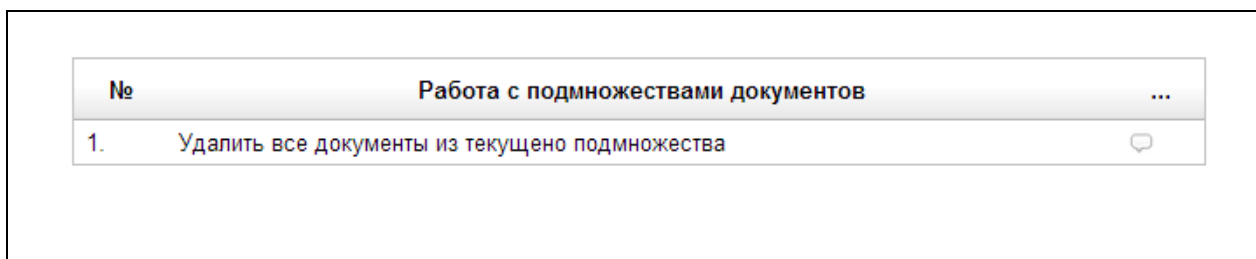 № Работа с подмножествами документов ...
1. Удалить все документы из текущено подмножества